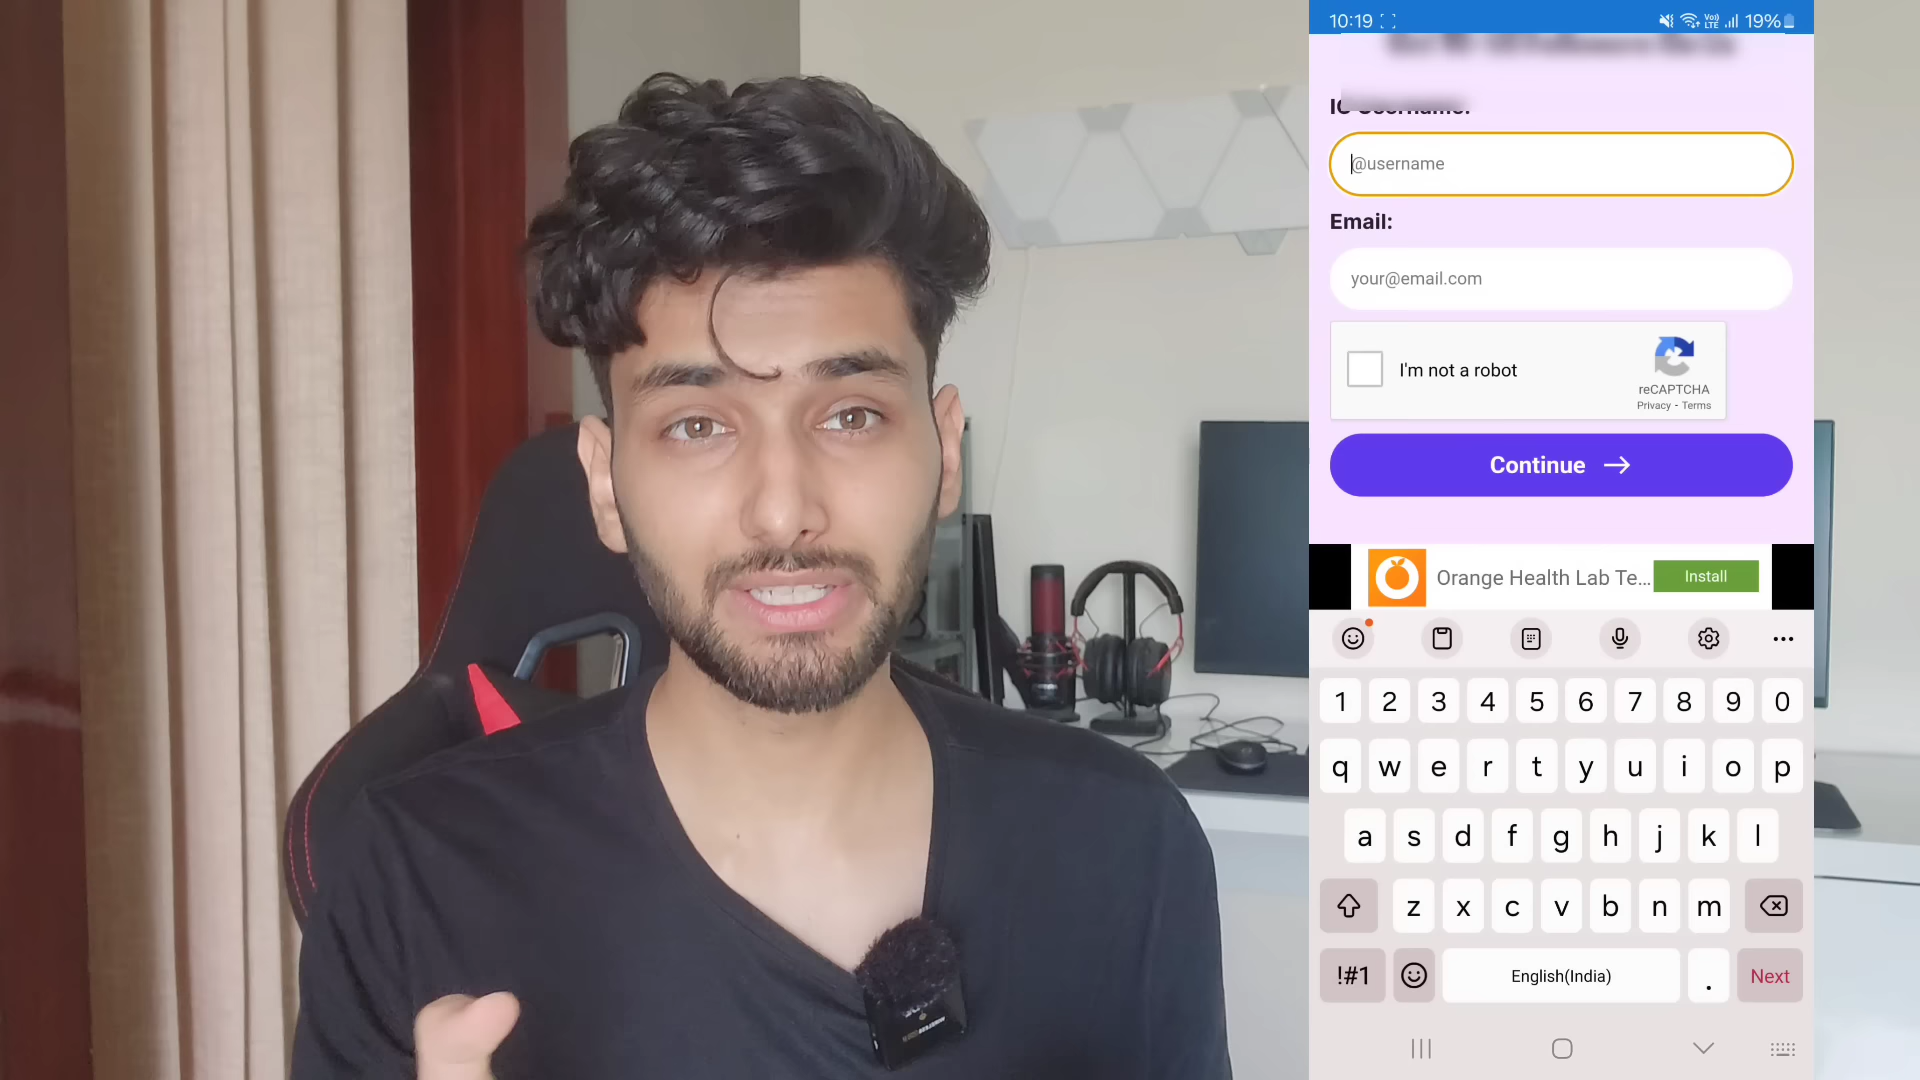 10:19 19%
Email:
@username
your@email.com
I'm not a robot
reCAPTCHA
Privacy - Terms
Continue →
Orange Health Lab Te...
Install
1 2 3 4 5 6 7 8 9 0
q w e r t y u i o p
a s d f g h j k l
z x c v b n m
!#1 English(India) . Next